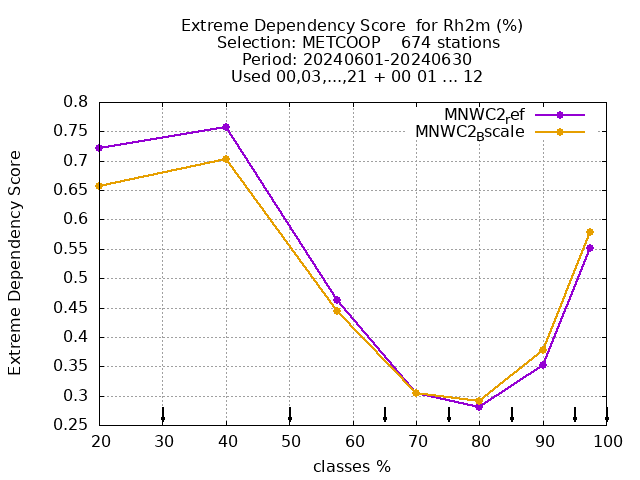 Extreme Dependency Score  for Rh2m (%)
Selection: METCOOP    674 stations
Period: 20240601-20240630
Used 00,03,...,21 + 00 01 ... 12
MNWC2ref
MNWC2Bscale
Extreme Dependency Score
0.8
0.75
0.7
0.65
0.6
0.55
0.5
0.45
0.4
0.35
0.3
0.25
20 30 40 50 60 70 80 90 100
classes %